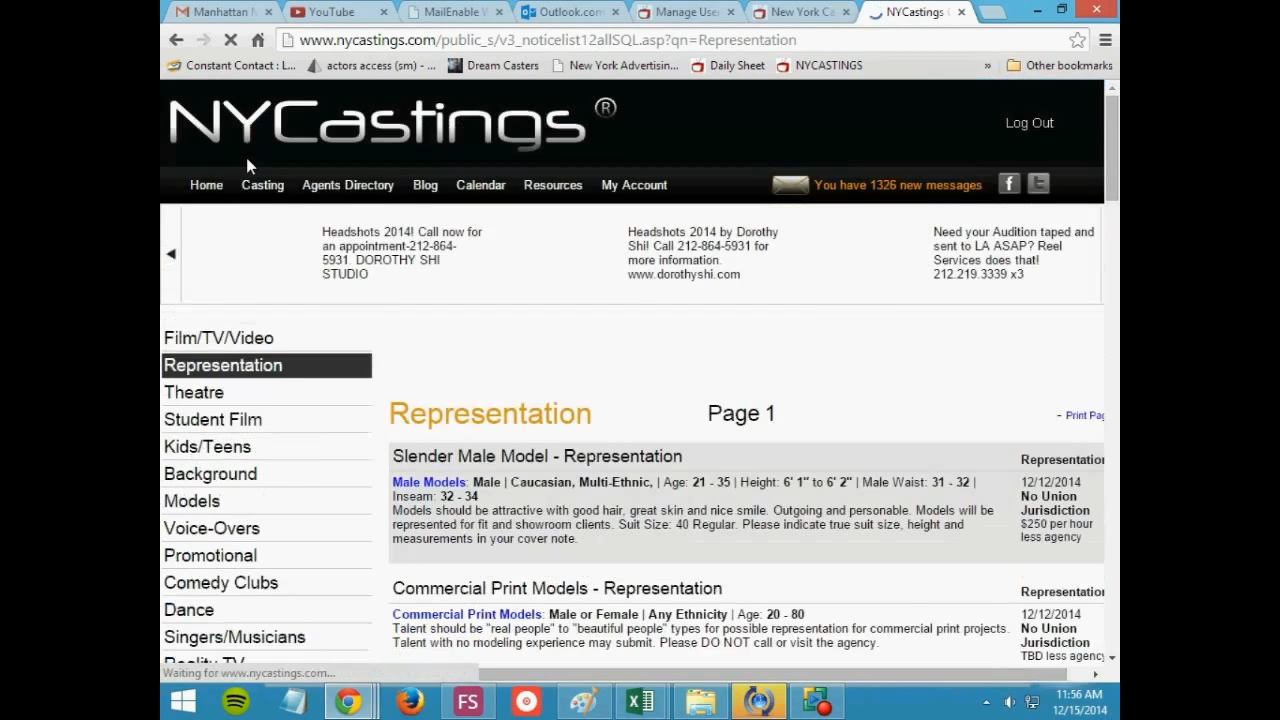 Manhattan M
YouTube
MailEnable W
Outlook.com
Manage Use
New York Ca
NYCastings
www.nycastings.com/public_s/v3_noticelist12allSQL.asp?qn=Representation
Constant Contact : L...
actors access (sm) - ...
Dream Casters
New York Advertisin...
Daily Sheet
NYCASTINGS
»
Other bookmarks
NYCastings ®
Log Out
Home
Casting
Agents Directory
Blog
Calendar
Resources
My Account
You have 1326 new messages
f
t
Headshots 2014! Call now for
an appointment-212-864-
5931. DOROTHY SHI
STUDIO
Headshots 2014 by Dorothy
Shi! Call 212-864-5931 for
more information.
www.dorothyshi.com
Need your Audition taped and
sent to LA ASAP? Reel
Services does that!
212.219.3339 x3
Film/TV/Video
Representation
Theatre
Student Film
Kids/Teens
Background
Models
Voice-Overs
Promotional
Comedy Clubs
Dance
Singers/Musicians
Reality TV
Representation
Page 1
- Print Pag
Slender Male Model - Representation
Male Models: Male | Caucasian, Multi-Ethnic, | Age: 21 - 35 | Height: 6' 1" to 6' 2" | Male Waist: 31 - 32 |
Inseam: 32 - 34
Models should be attractive with good hair, great skin and nice smile. Outgoing and personable. Models will be
represented for fit and showroom clients. Suit Size: 40 Regular. Please indicate true suit size, height and
measurements in your cover note.
Representation
12/12/2014
No Union
Jurisdiction
$250 per hour
less agency
Commercial Print Models - Representation
Commercial Print Models: Male or Female | Any Ethnicity | Age: 20 - 80
Talent should be "real people" to "beautiful people" types for possible representation for commercial print projects.
Talent with no modeling experience may submit. Please DO NOT call or visit the agency.
Representation
12/12/2014
No Union
Jurisdiction
TBD less agency
Waiting for www.nycastings.com...
FS
11:56 AM
12/15/2014